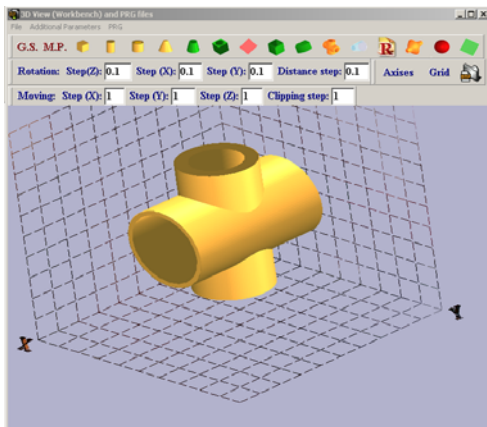 3D View (Workbench) and PRG files
File Additional Parameters PRG
G.S. M.P. R
Rotation: Step(Z): 0.1 Step (X): 0.1 Step (Y): 0.1 Distance step: 0.1 Axises Grid
Moving: Step (X): 1 Step (Y): 1 Step (Z): 1 Clipping step: 1
X Y